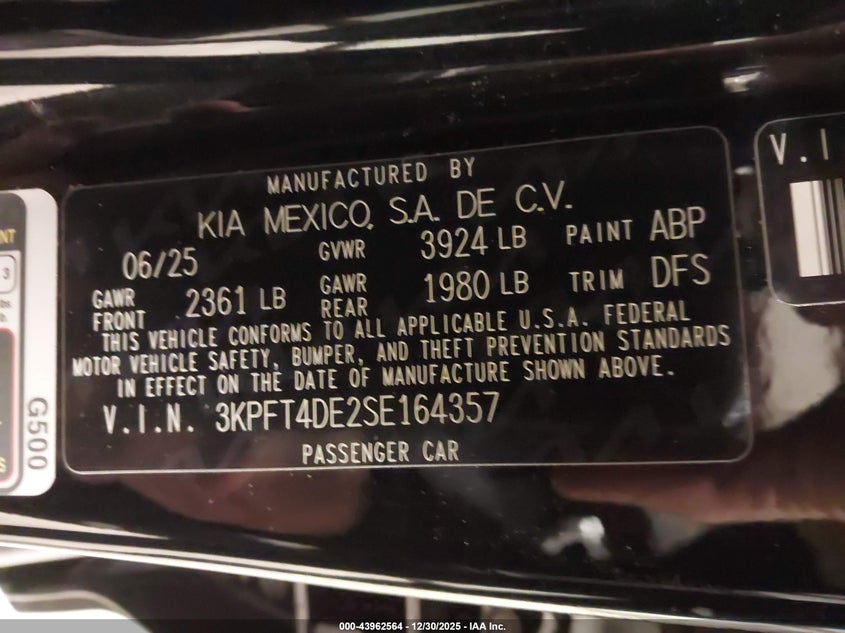 MANUFACTURED BY
KIA MEXICO, S.A. DE C.V.
06/25 GVWR 3924 LB PAINT ABP
GAWR FRONT 2361 LB GAWR REAR 1980 LB TRIM DFS
THIS VEHICLE CONFORMS TO ALL APPLICABLE U.S.A. FEDERAL
MOTOR VEHICLE SAFETY, BUMPER, AND THEFT PREVENTION STANDARDS
IN EFFECT ON THE DATE OF MANUFACTURE SHOWN ABOVE.
V.I.N. 3KPFT4DE2SE164357
PASSENGER CAR
V.I
NT
3
G500
S
000-43962564 - 12/30/2025 - IAA Inc.